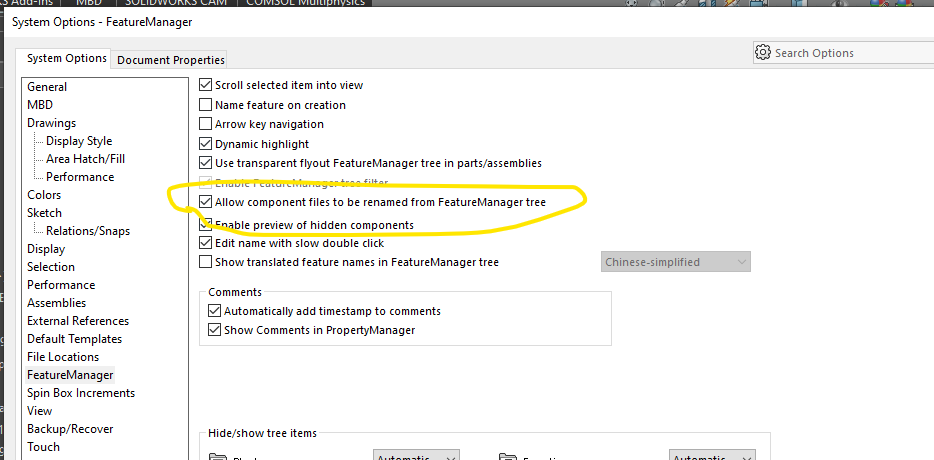 Add-ins MBD SOLIDWORKS CAM COMSOL Multiphysics
System Options - FeatureManager
System Options Document Properties
Search Options
General
MBD
Drawings
Display Style
Area Hatch/Fill
Performance
Colors
Sketch
Relations/Snaps
Display
Selection
Performance
Assemblies
External References
Default Templates
File Locations
FeatureManager
Spin Box Increments
View
Backup/Recover
Touch
Scroll selected item into view
Name feature on creation
Arrow key navigation
Dynamic highlight
Use transparent flyout FeatureManager tree in parts/assemblies
Enable FeatureManager tree filter
Allow component files to be renamed from FeatureManager tree
Enable preview of hidden components
Edit name with slow double click
Show translated feature names in FeatureManager tree Chinese-simplified
Comments
Automatically add timestamp to comments
Show Comments in PropertyManager
Hide/show tree items
Automatic Automatic